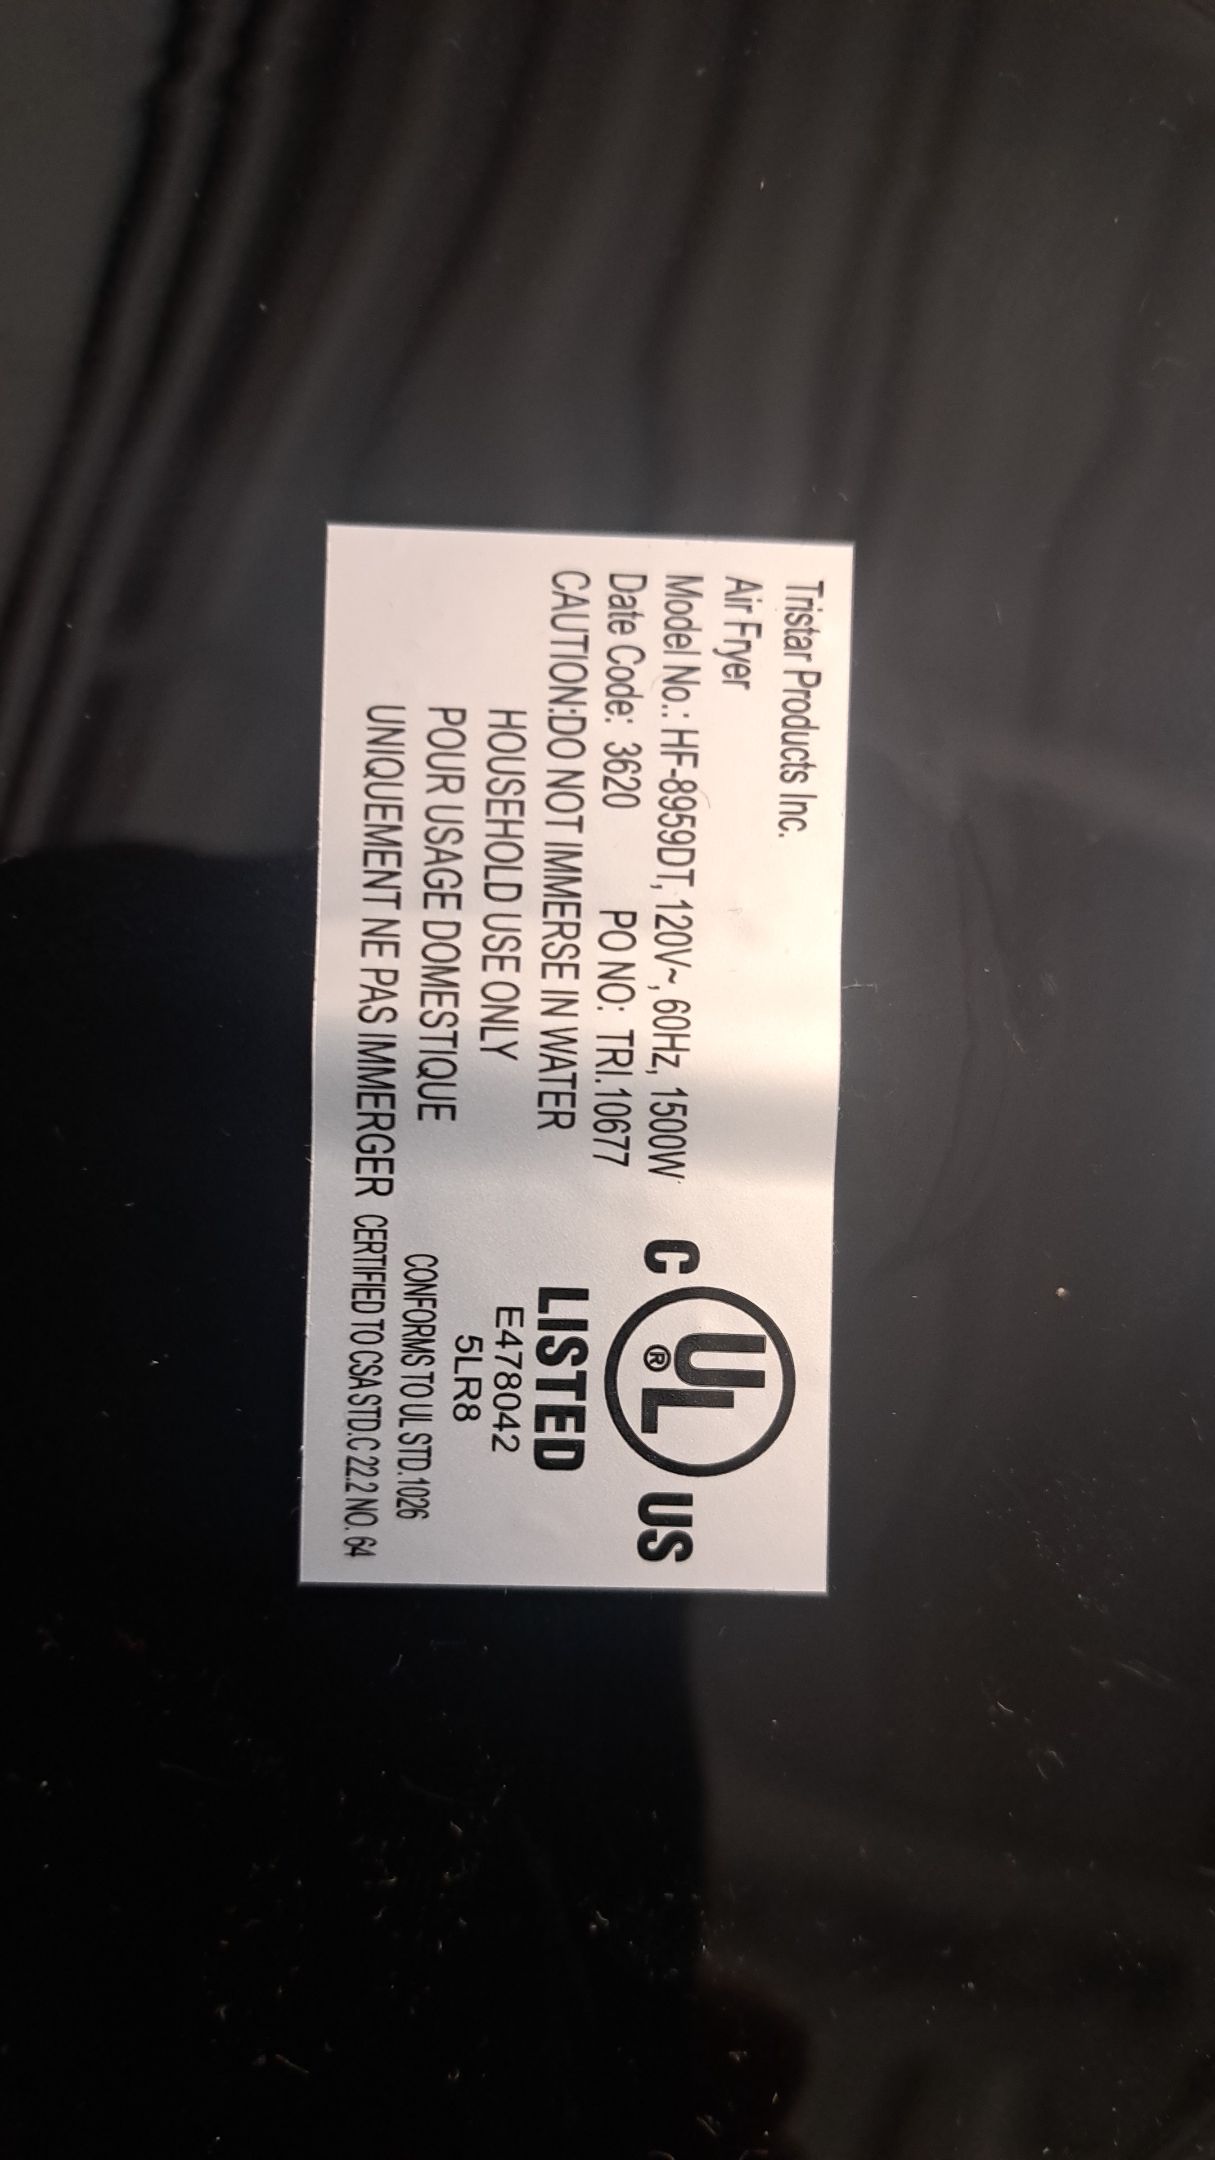 Tristar Products Inc.
Air Fryer
Model No.: HF-8959DT, 120V~, 60Hz, 1500W
Date Code: 3620 PO NO: TRI.10677
CAUTION:DO NOT IMMERSE IN WATER
HOUSEHOLD USE ONLY
POUR USAGE DOMESTIQUE
UNIQUEMENT NE PAS IMMERGER
C UL® US
LISTED
E478042
5LR8
CONFORMS TO UL STD.1026
CERTIFIED TO CSA STD.C 22.2 NO. 64